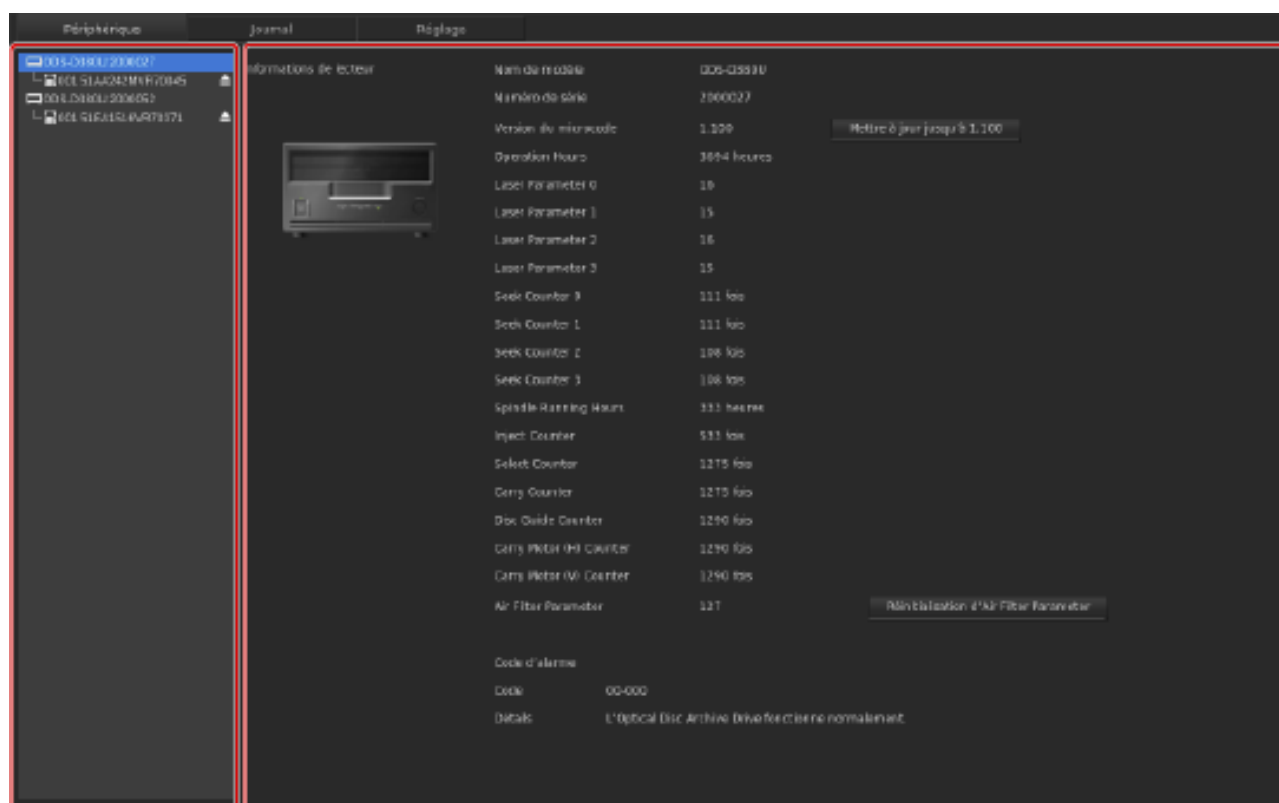 Périphérique Journal Réglage
ODS-D380U 2000027
001
ODS-D380U 2000052
001
Informations de lecteur
Nom de modèle ODS-D380U
Numéro de série 2000027
Version du microcode 1.100 Mettre à jour jusqu'à 1.100
Operation Hours 3694 heures
Laser Parameter 0 16
Laser Parameter 1 15
Laser Parameter 2 16
Laser Parameter 3 15
Seek Counter 0 111 fois
Seek Counter 1 111 fois
Seek Counter 2 108 fois
Seek Counter 3 108 fois
Spindle Running Hours 333 heures
Inject Counter 533 fois
Select Counter 1275 fois
Carry Counter 1275 fois
Disc Guide Counter 1290 fois
Carry Motor (H) Counter 1290 fois
Carry Motor (V) Counter 1290 fois
Air Filter Parameter 127 Réinitialisation d'Air Filter Parameter
Code d'alarme
Code 00-000
Détails L'Optical Disc Archive Drive fonctionne normalement.